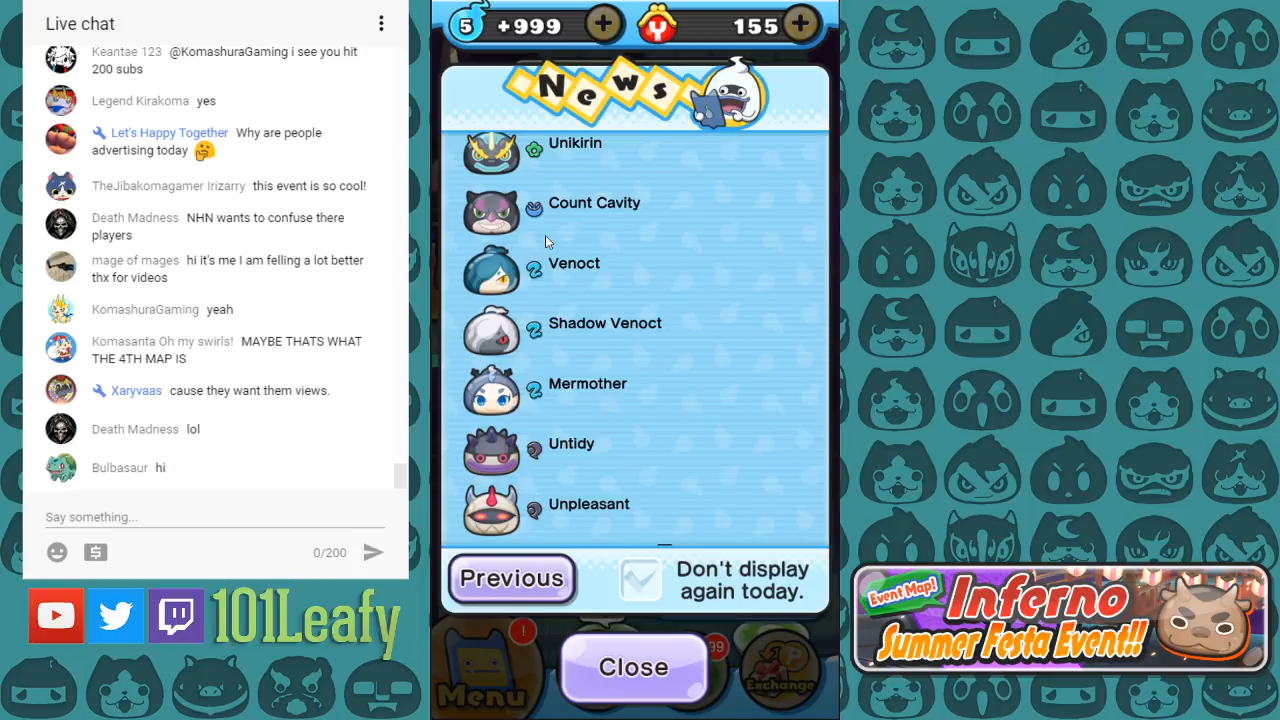 Live chat
Keantae 123 @KomashuraGaming i see you hit
200 subs
Legend Kirakoma yes
Let's Happy Together Why are people
advertising today
TheJibakomagamer Irizarry this event is so cool!
Death Madness NHN wants to confuse there
players
mage of mages hi it's me I am felling a lot better
thx for videos
KomashuraGaming yeah
Komasanta Oh my swirls! MAYBE THATS WHAT
THE 4TH MAP IS
Xaryvaas cause they want them views.
Death Madness lol
Bulbasaur hi
Say something...
0/200
101Leafy
5 +999
Y 155
News
Unikirin
Count Cavity
Venoct
Shadow Venoct
Mermother
Untidy
Unpleasant
Previous
Don't display
again today.
Close
Menu
!
99
Exchange
Event Map!
Inferno
Summer Festa Event!!